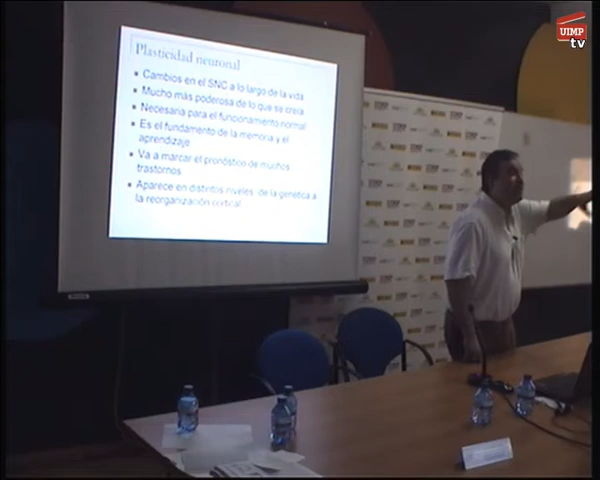 UIMP
tv
Plasticidad neuronal
Cambios en el SNC a lo largo de la vida
Mucho más poderosa de lo que se creía
Necesaria para el funcionamiento normal
Es el fundamento de la memoria y el
aprendizaje
Va a marcar el pronóstico de muchos
trastornos
Aparece en distintos niveles de la genética a
la reorganización cortical